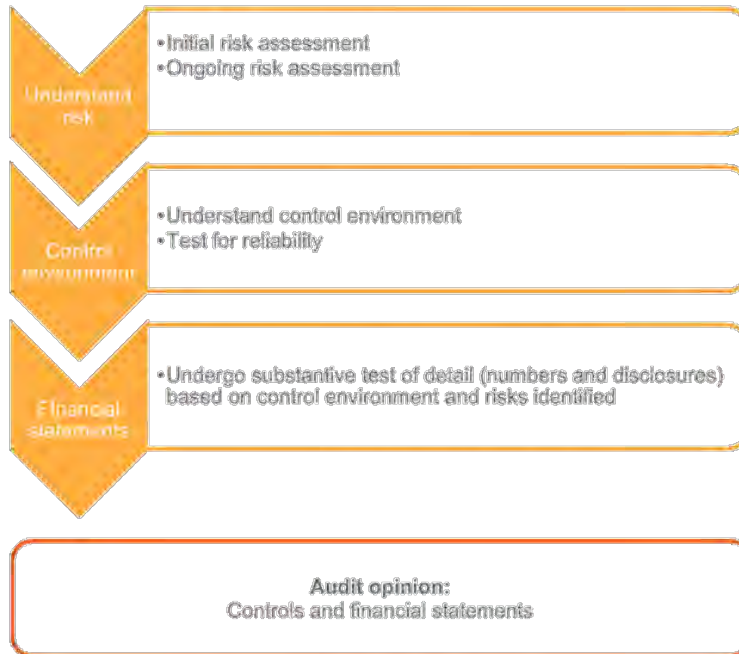 Understand
risk
•Initial risk assessment
•Ongoing risk assessment
Control
environment
•Understand control environment
•Test for reliability
Financial
statements
•Undergo substantive test of detail (numbers and disclosures)
based on control environment and risks identified
Audit opinion:
Controls and financial statements